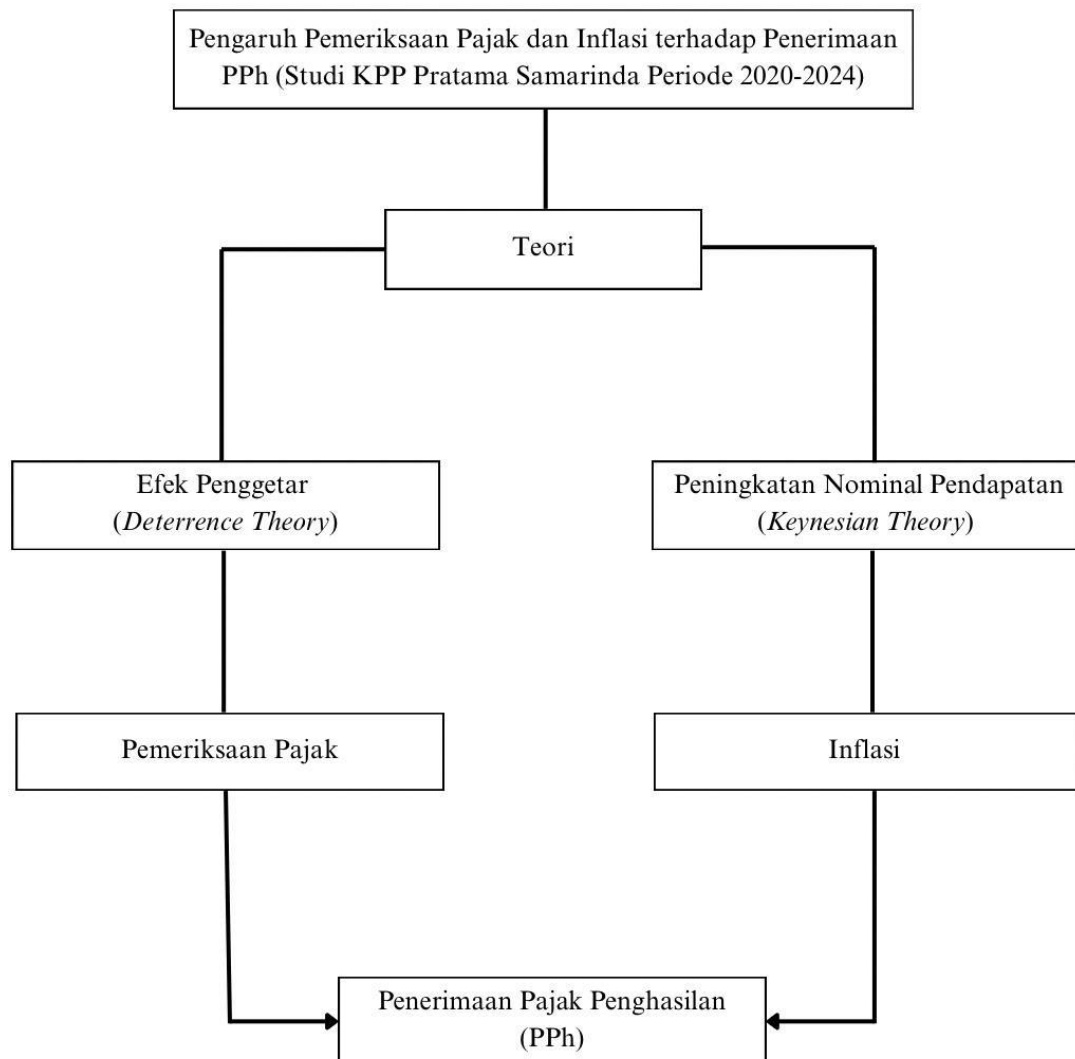 Pengaruh Pemeriksaan Pajak dan Inflasi terhadap Penerimaan
PPh (Studi KPP Pratama Samarinda Periode 2020-2024)
Teori
Efek Penggetar
(Deterrence Theory)
Peningkatan Nominal Pendapatan
(Keynesian Theory)
Pemeriksaan Pajak
Inflasi
Penerimaan Pajak Penghasilan
(PPh)